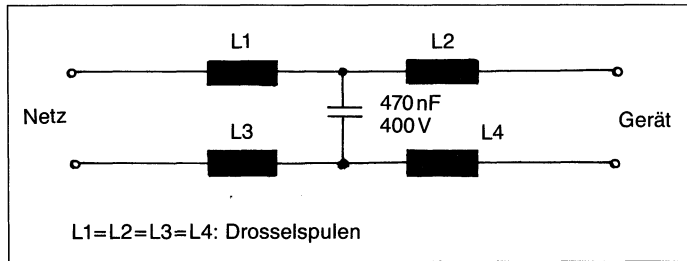 L1
L2
Netz
470 nF
400 V
Gerät
L3
L4
L1=L2=L3=L4: Drosselspulen